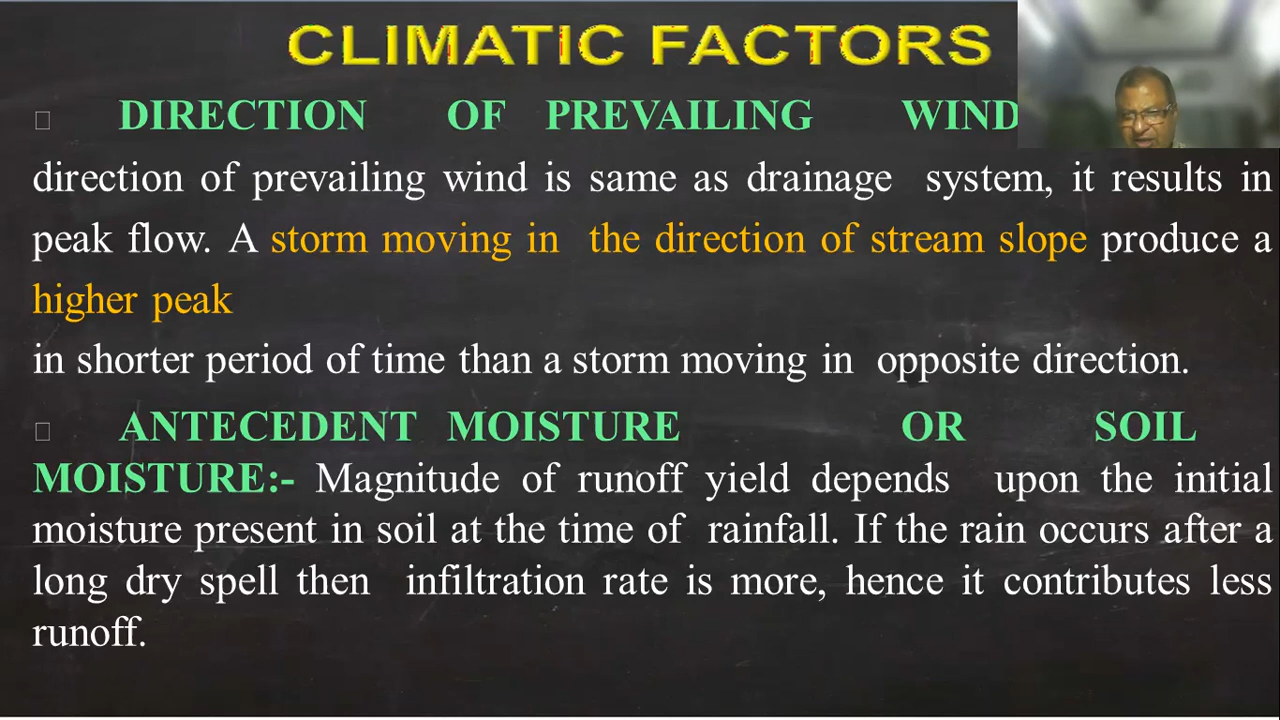 CLIMATIC FACTORS
DIRECTION OF PREVAILING WIND
direction of prevailing wind is same as drainage system, it results in
peak flow. A storm moving in the direction of stream slope produce a
higher peak
in shorter period of time than a storm moving in opposite direction.
ANTECEDENT MOISTURE OR SOIL
MOISTURE:- Magnitude of runoff yield depends upon the initial
moisture present in soil at the time of rainfall. If the rain occurs after a
long dry spell then infiltration rate is more, hence it contributes less
runoff.